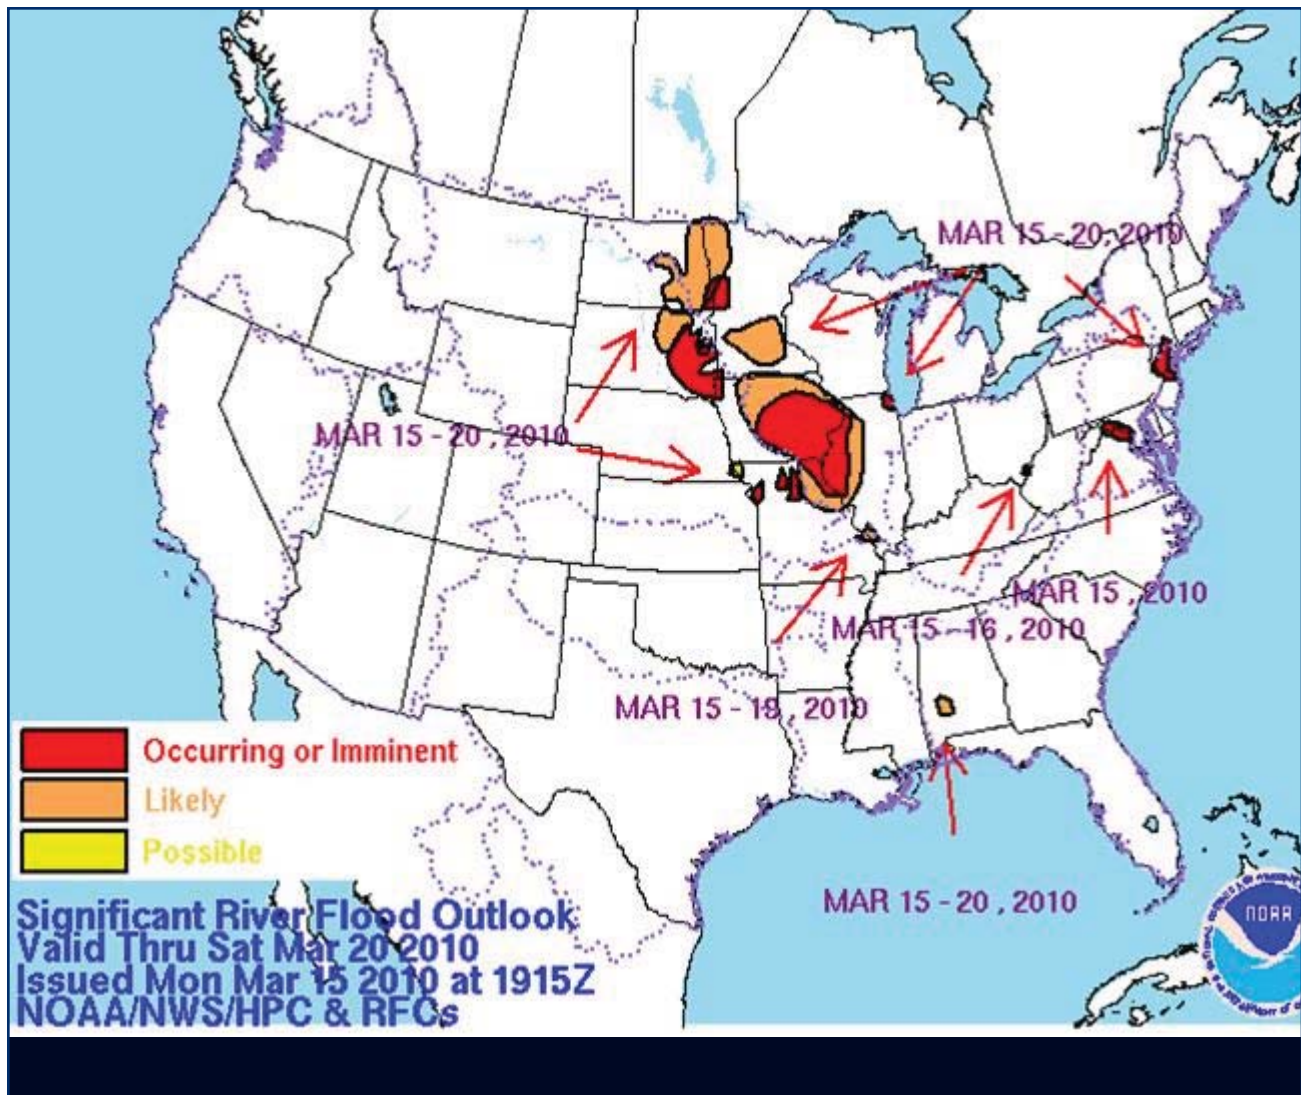 MAR 15 - 20, 2010
MAR 15 - 20 , 2010
MAR 15 , 2010
MAR 15 - 16 , 2010
MAR 15 - 19 , 2010
Occurring or Imminent
Likely
Possible
MAR 15 - 20 , 2010
Significant River Flood Outlook
Valid Thru Sat Mar 20 2010
Issued Mon Mar 15 2010 at 1915Z
NOAA/NWS/HPC & RFCs
NOAA